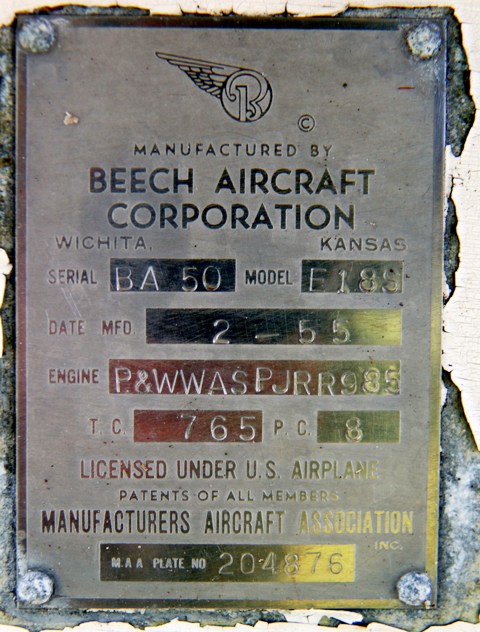 B
©
MANUFACTURED BY
BEECH AIRCRAFT
CORPORATION
WICHITA, KANSAS
SERIAL BA 50 MODEL E18S
DATE MFD 2-55
ENGINE P&WWASPJRR985
T.C. 765 P.C. 8
LICENSED UNDER U.S. AIRPLANE
PATENTS OF ALL MEMBERS
MANUFACTURERS AIRCRAFT ASSOCIATION
INC.
M.A.A PLATE NO 204876